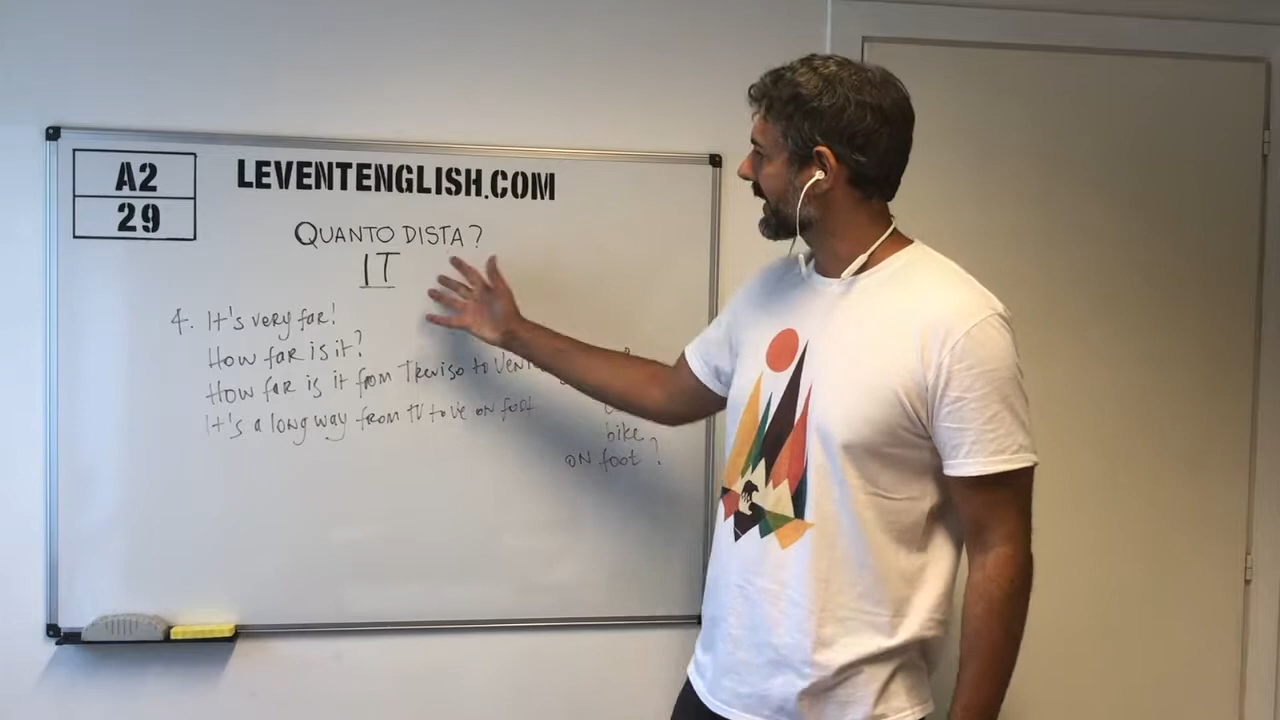 A2
29
LEVENTENGLISH.COM
QUANTO DISTA?
IT
4. It's very far!
How far is it?
How far is it from Treviso to
It's a long way from TV to Ve on foot
bike
on foot?